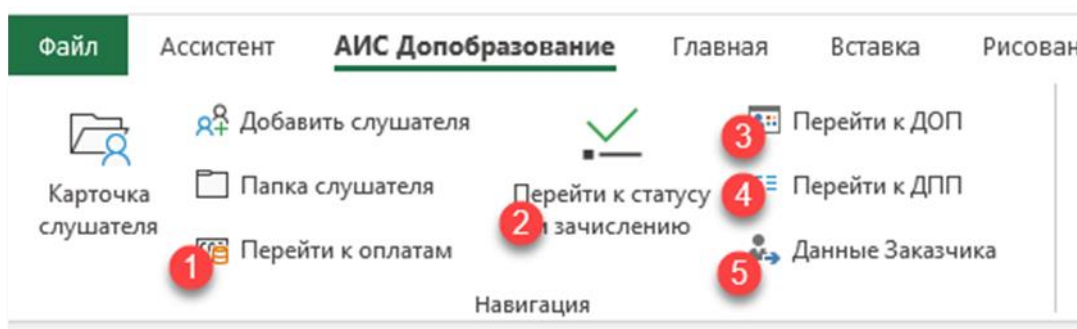 Файл Ассистент АИС Допобразование Главная Вставка Рисован
Добавить слушателя
3 Перейти к ДОП
Карточка
слушателя
Папка слушателя
Перейти к статусу
2 и зачислению
4 Перейти к ДПП
1 Перейти к оплатам
5 Данные Заказчика
Навигация